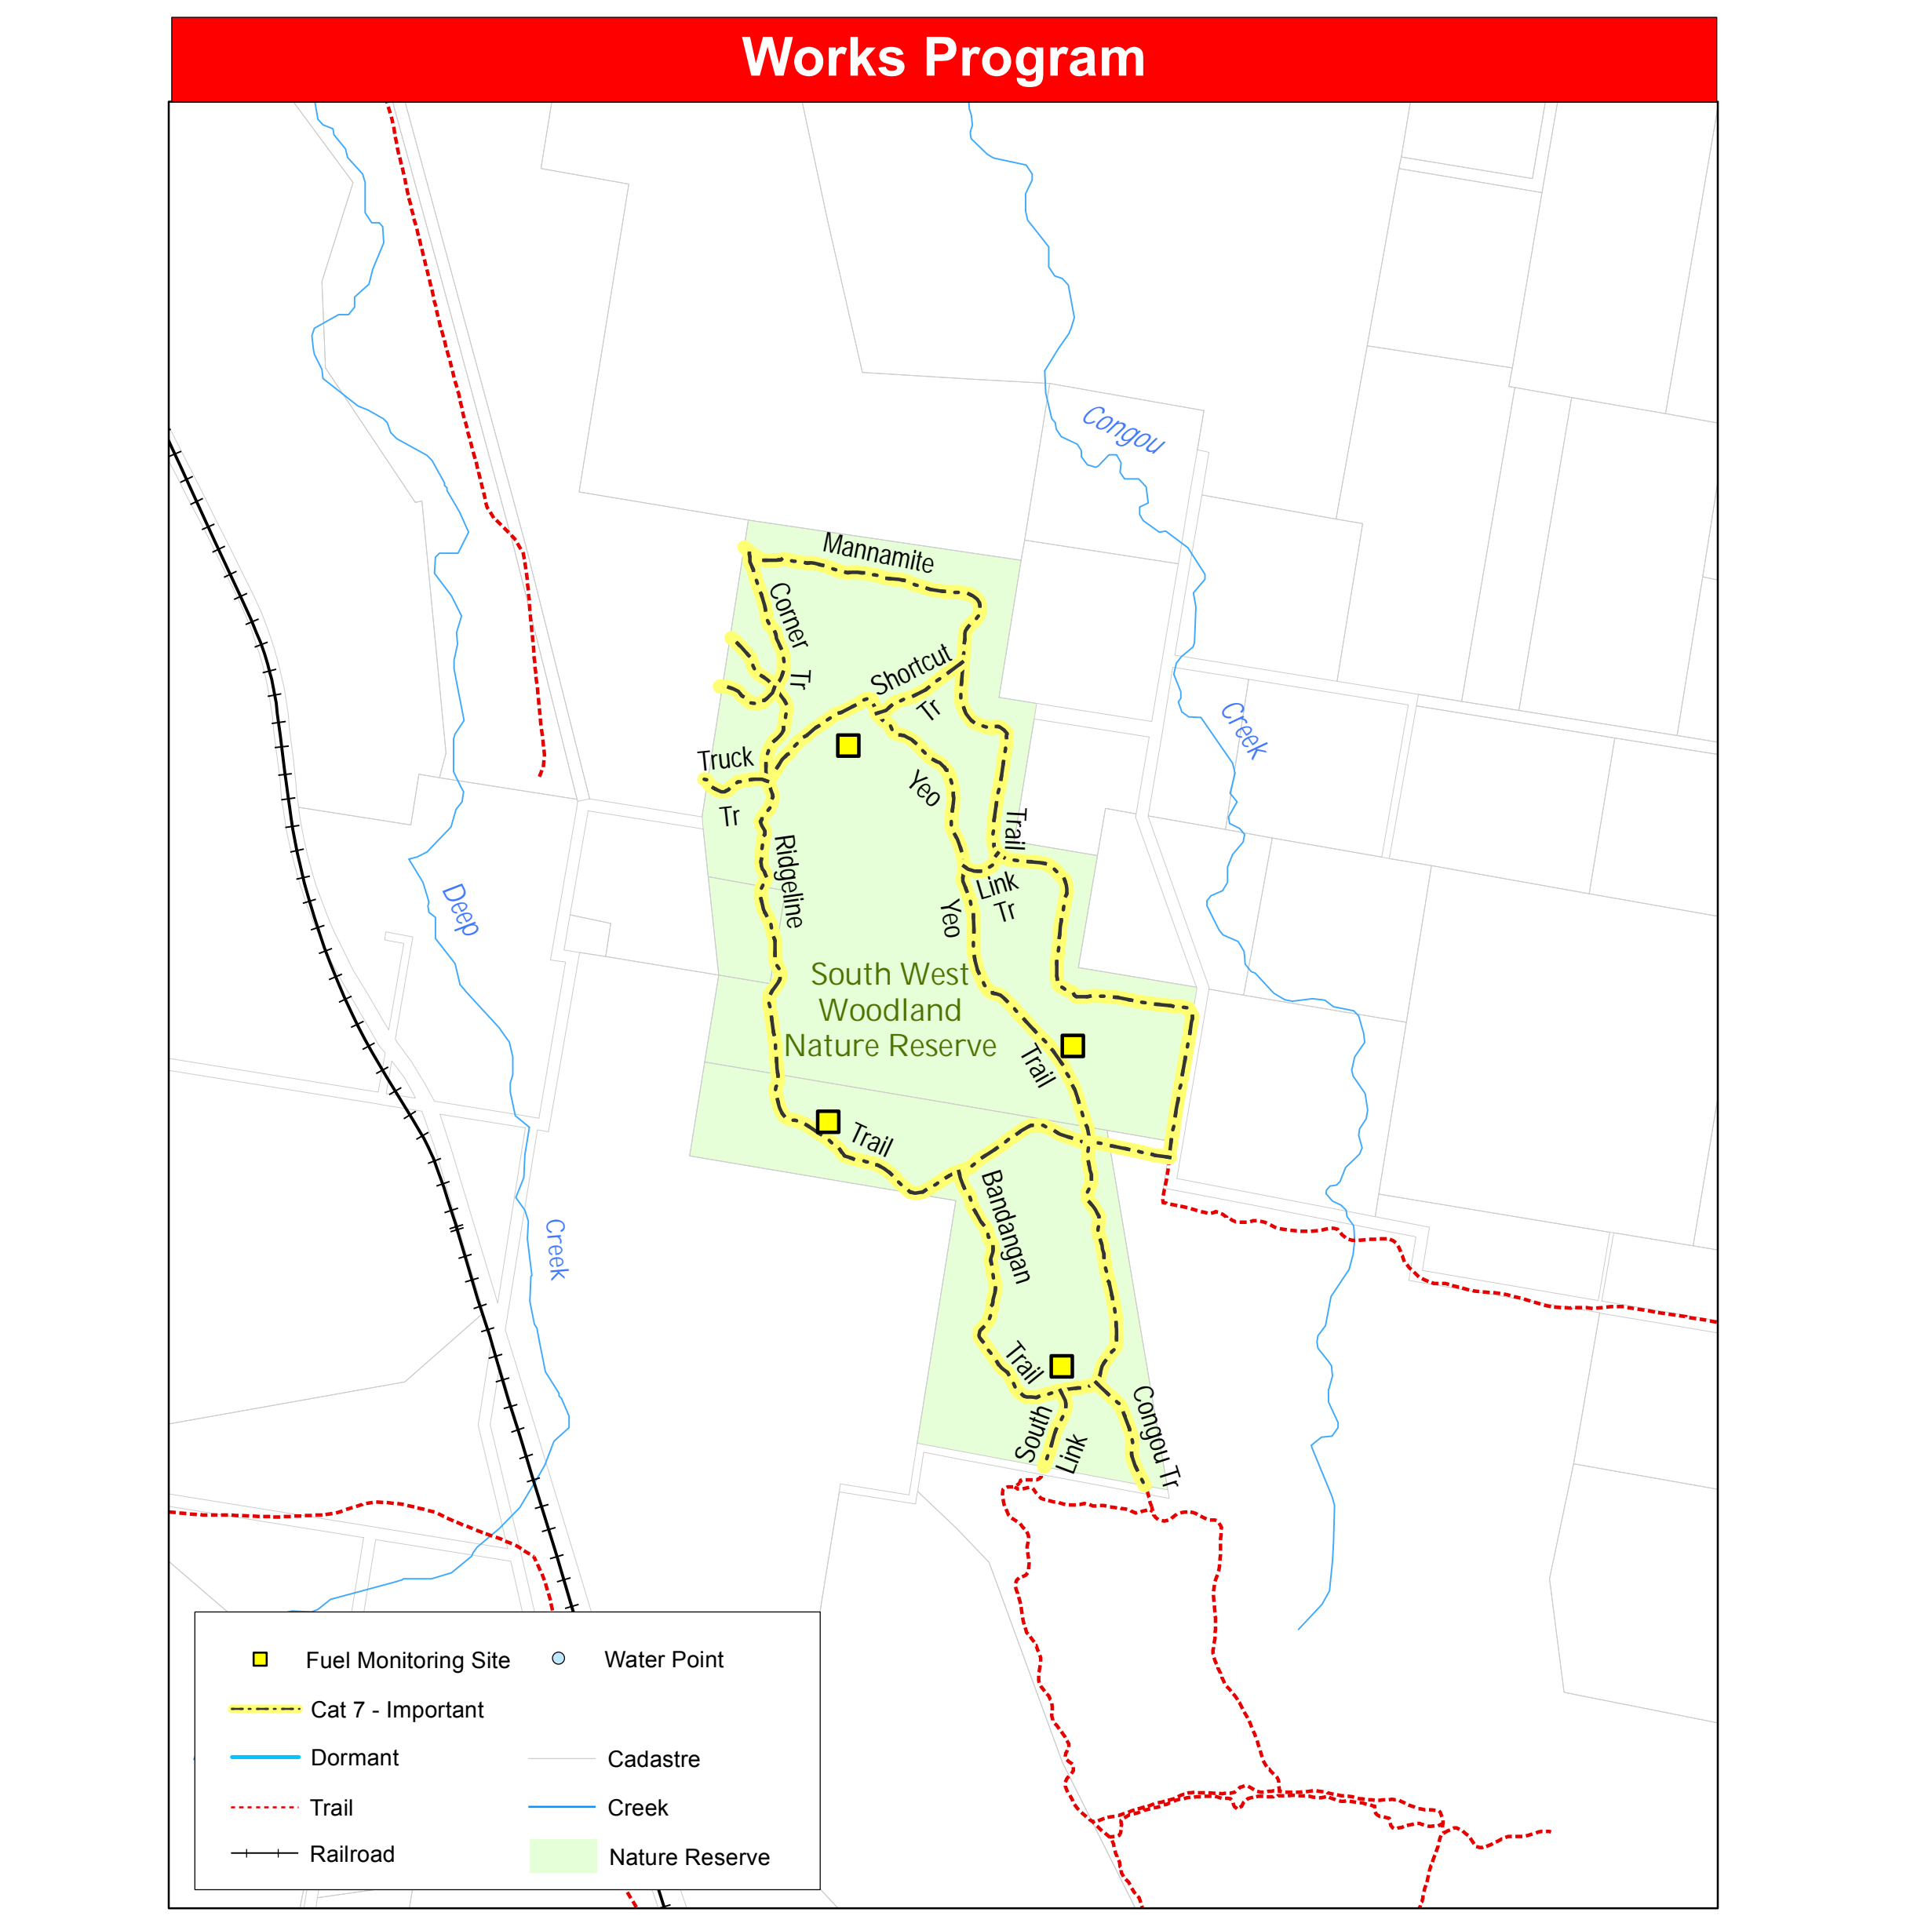 Works Program
Congou
Mannamite
Corner
Tr
Shortcut
Tr
Creek
Truck
Tr
Yeo
Trail
Ridgeline
Link
Tr
Yeo
Deep
South West
Woodland
Nature Reserve
Trail
Trail
Bandangan
Creek
Trail
South
Link
Congou Tr
Fuel Monitoring Site
Water Point
Cat 7 - Important
Dormant
Cadastre
Trail
Creek
Railroad
Nature Reserve